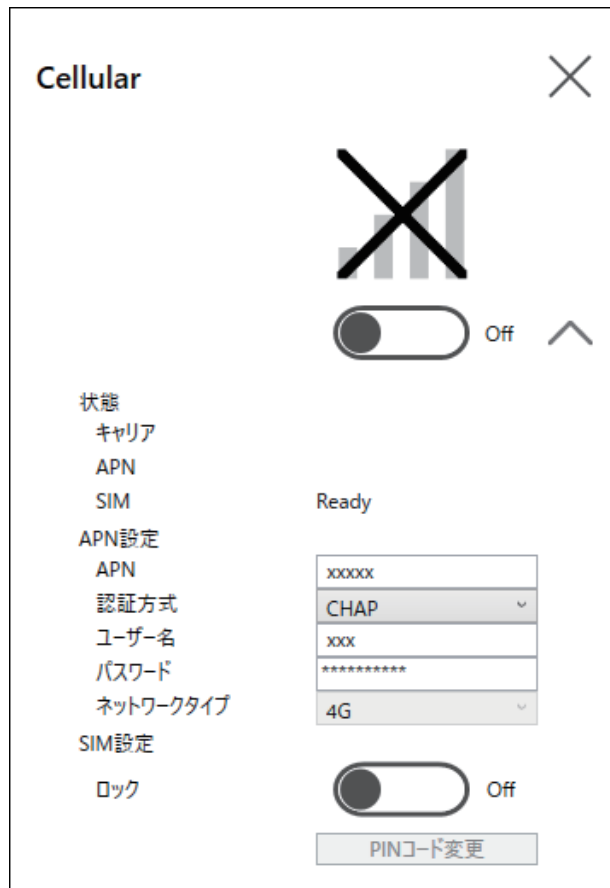 Cellular
Off
状態
キャリア
APN
SIM Ready
APN設定
APN xxxxx
認証方式 CHAP
ユーザー名 xxx
パスワード **********
ネットワークタイプ 4G
SIM設定
ロック Off
PINコード変更